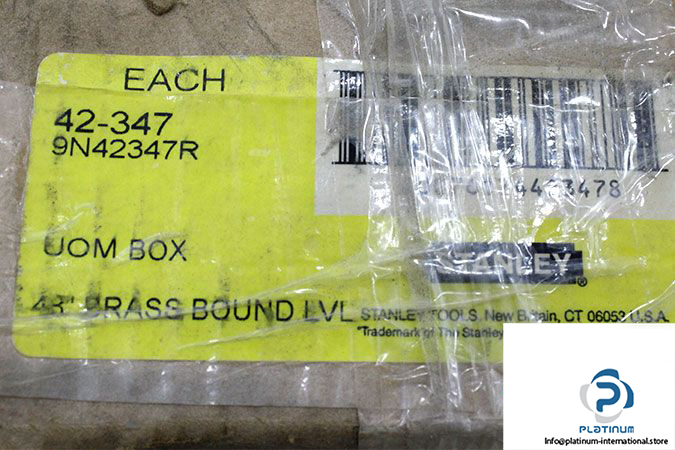 EACH
42-347
9N42347R
UOM BOX
STANLEY®
48" BRASS BOUND LVL
STANLEY TOOLS, New Britain, CT 06053 U.S.A.
*Trademark of The Stanley
PLATINUM
Info@platinum-international.store